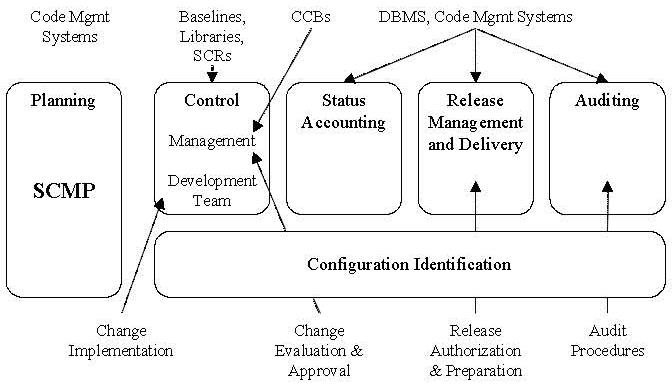 Code Mgmt
Systems
Baselines,
Libraries,
SCRs
CCBs
DBMS, Code Mgmt Systems
Planning
SCMP
Control
Management
Development
Team
Status
Accounting
Release
Management
and Delivery
Auditing
Configuration Identification
Change
Implementation
Change
Evaluation &
Approval
Release
Authorization
& Preparation
Audit
Procedures